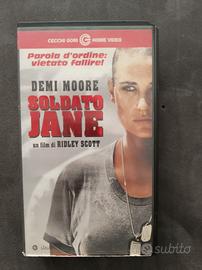 CECCHI GORI HOME VIDEO
Parola d'ordine:
vietato fallire!
DEMI MOORE
SOLDATO
JANE
un film di RIDLEY SCOTT
subito